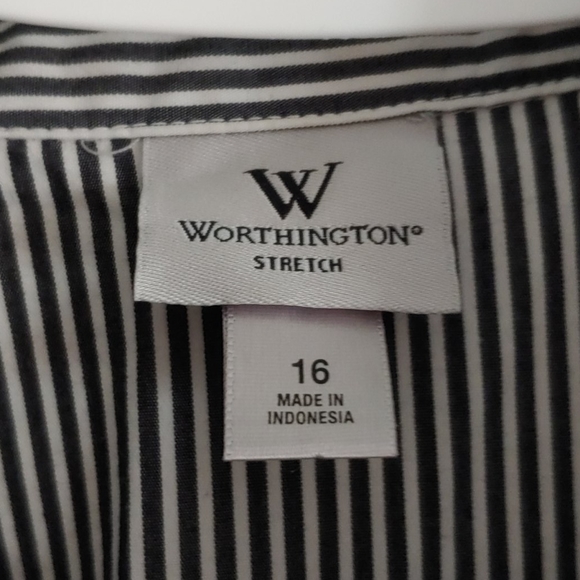 W
WORTHINGTON®
STRETCH
16
MADE IN
INDONESIA